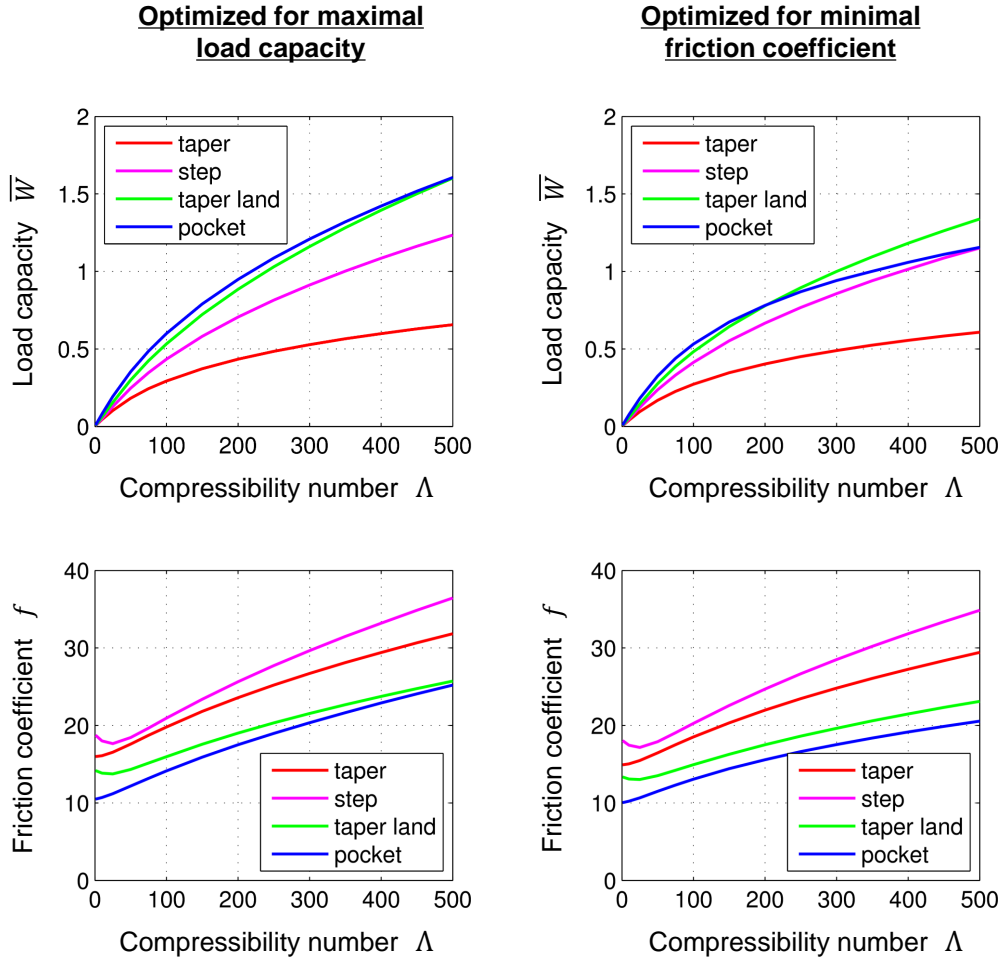 Optimized for maximal
load capacity
Optimized for minimal
friction coefficient
Load capacity W̅
2
1.5
1
0.5
0
taper
step
taper land
pocket
0 100 200 300 400 500
Compressibility number Λ
Load capacity W̅
2
1.5
1
0.5
0
taper
step
taper land
pocket
0 100 200 300 400 500
Compressibility number Λ
Friction coefficient f
40
30
20
10
0
taper
step
taper land
pocket
0 100 200 300 400 500
Compressibility number Λ
Friction coefficient f
40
30
20
10
0
taper
step
taper land
pocket
0 100 200 300 400 500
Compressibility number Λ